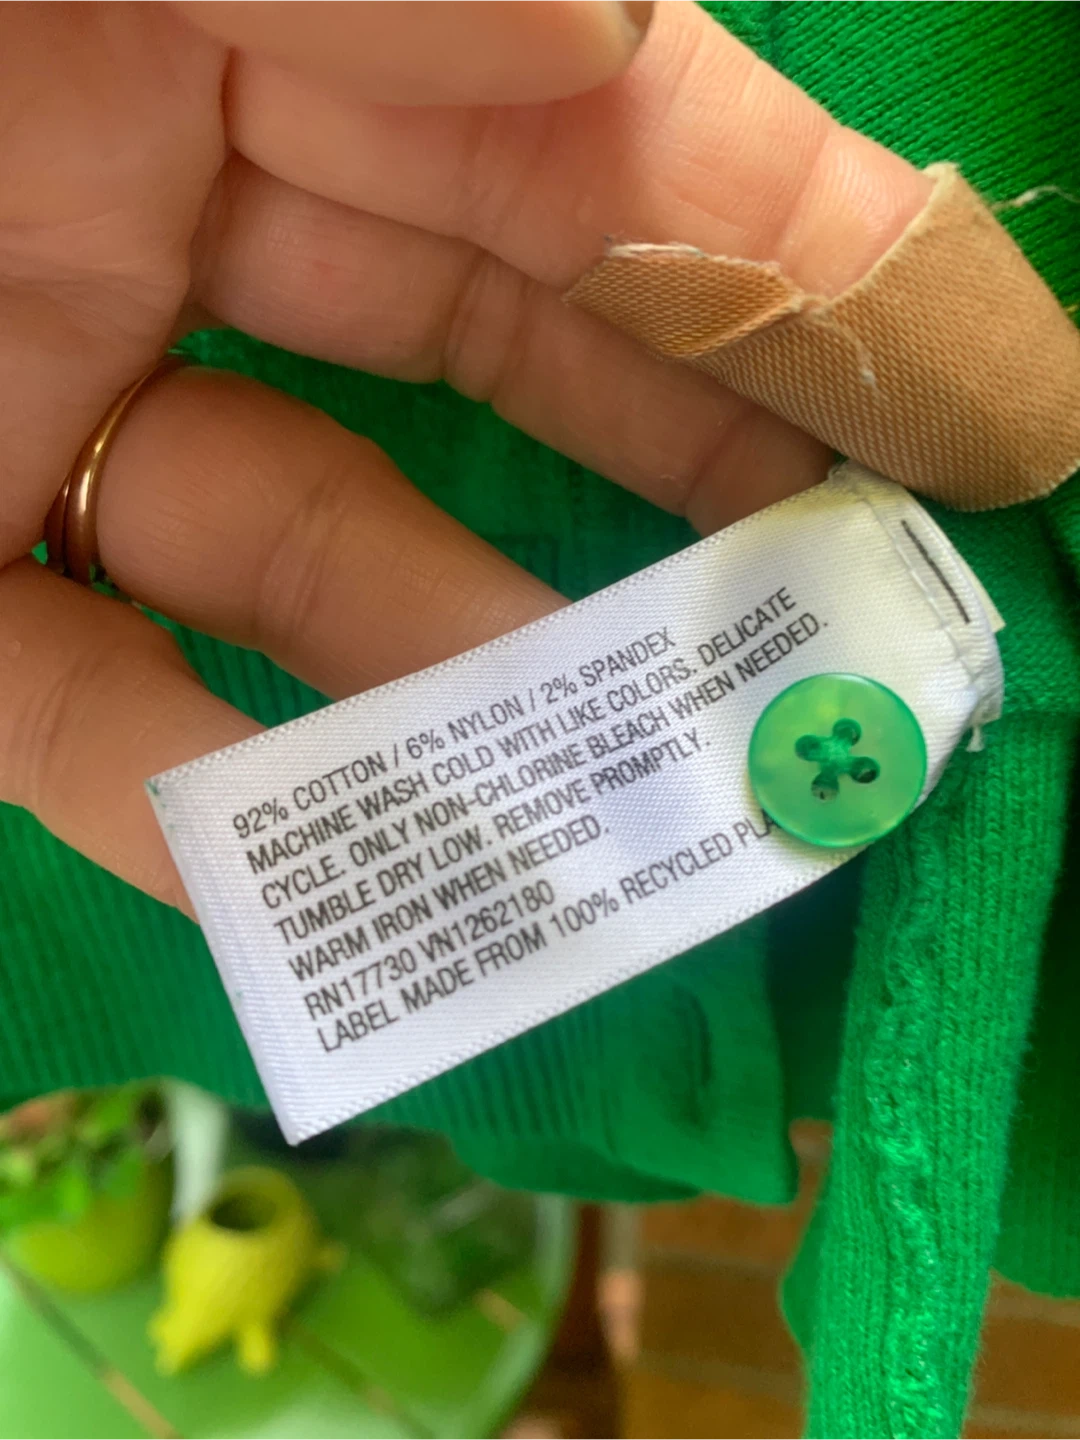 92% COTTON / 6% NYLON / 2% SPANDEX
MACHINE WASH COLD WITH LIKE COLORS. DELICATE
CYCLE. ONLY NON-CHLORINE BLEACH WHEN NEEDED.
TUMBLE DRY LOW. REMOVE PROMPTLY.
WARM IRON WHEN NEEDED.
RN17730 VN1262180
LABEL MADE FROM 100% RECYCLED